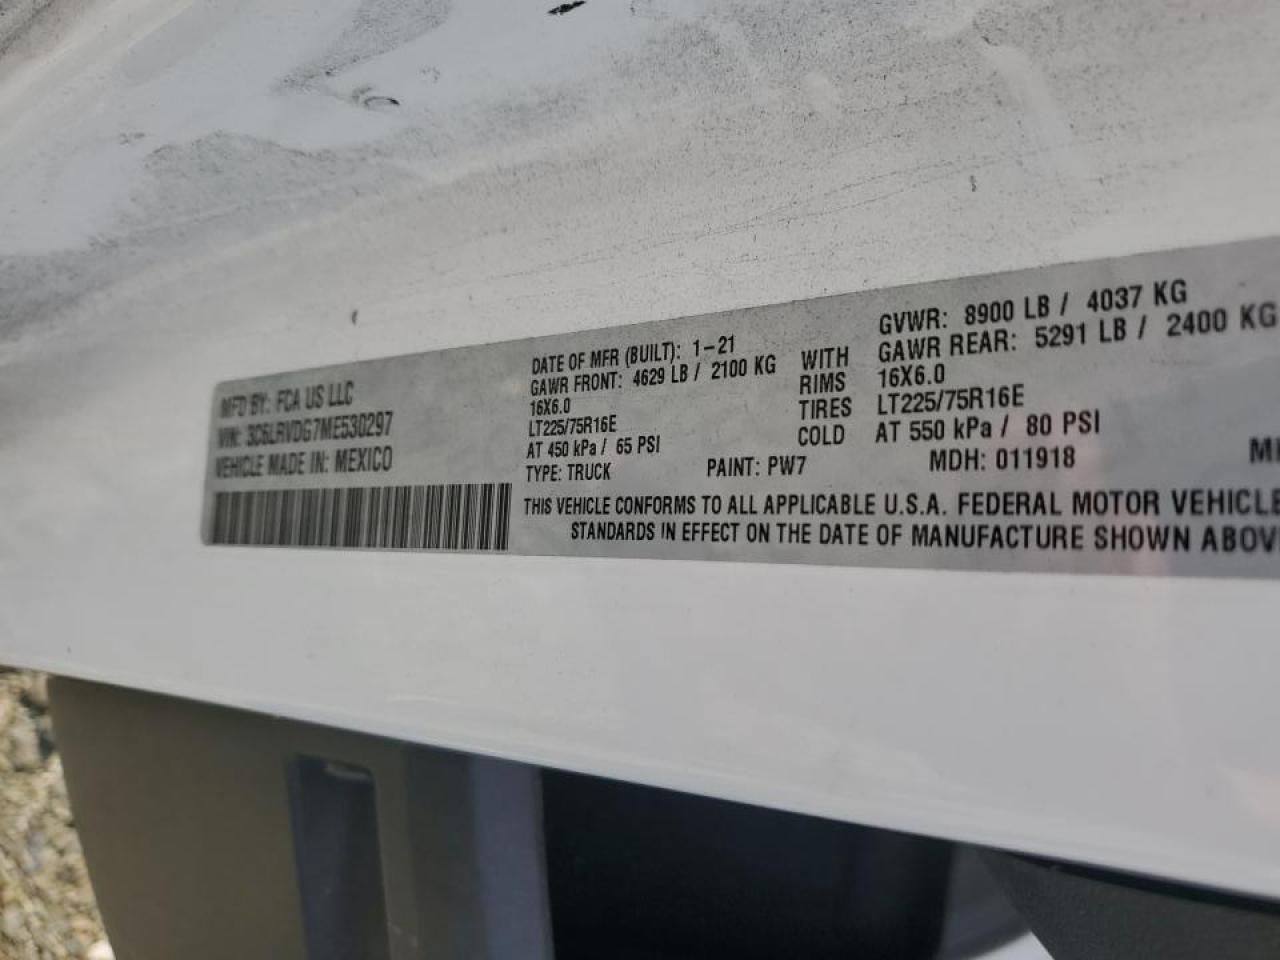 MFD BY: FCA US LLC
VIN: 3C6LRVDG7ME530297
VEHICLE MADE IN: MEXICO
DATE OF MFR (BUILT): 1-21
GAWR FRONT: 4629 LB / 2100 KG
16X6.0
LT225/75R16E
AT 450 kPa / 65 PSI
TYPE: TRUCK
WITH
RIMS
TIRES
COLD
GVWR: 8900 LB / 4037 KG
GAWR REAR: 5291 LB / 2400 KG
16X6.0
LT225/75R16E
AT 550 kPa / 80 PSI
PAINT: PW7
MDH: 011918
THIS VEHICLE CONFORMS TO ALL APPLICABLE U.S.A. FEDERAL MOTOR VEHICLE
STANDARDS IN EFFECT ON THE DATE OF MANUFACTURE SHOWN ABOV